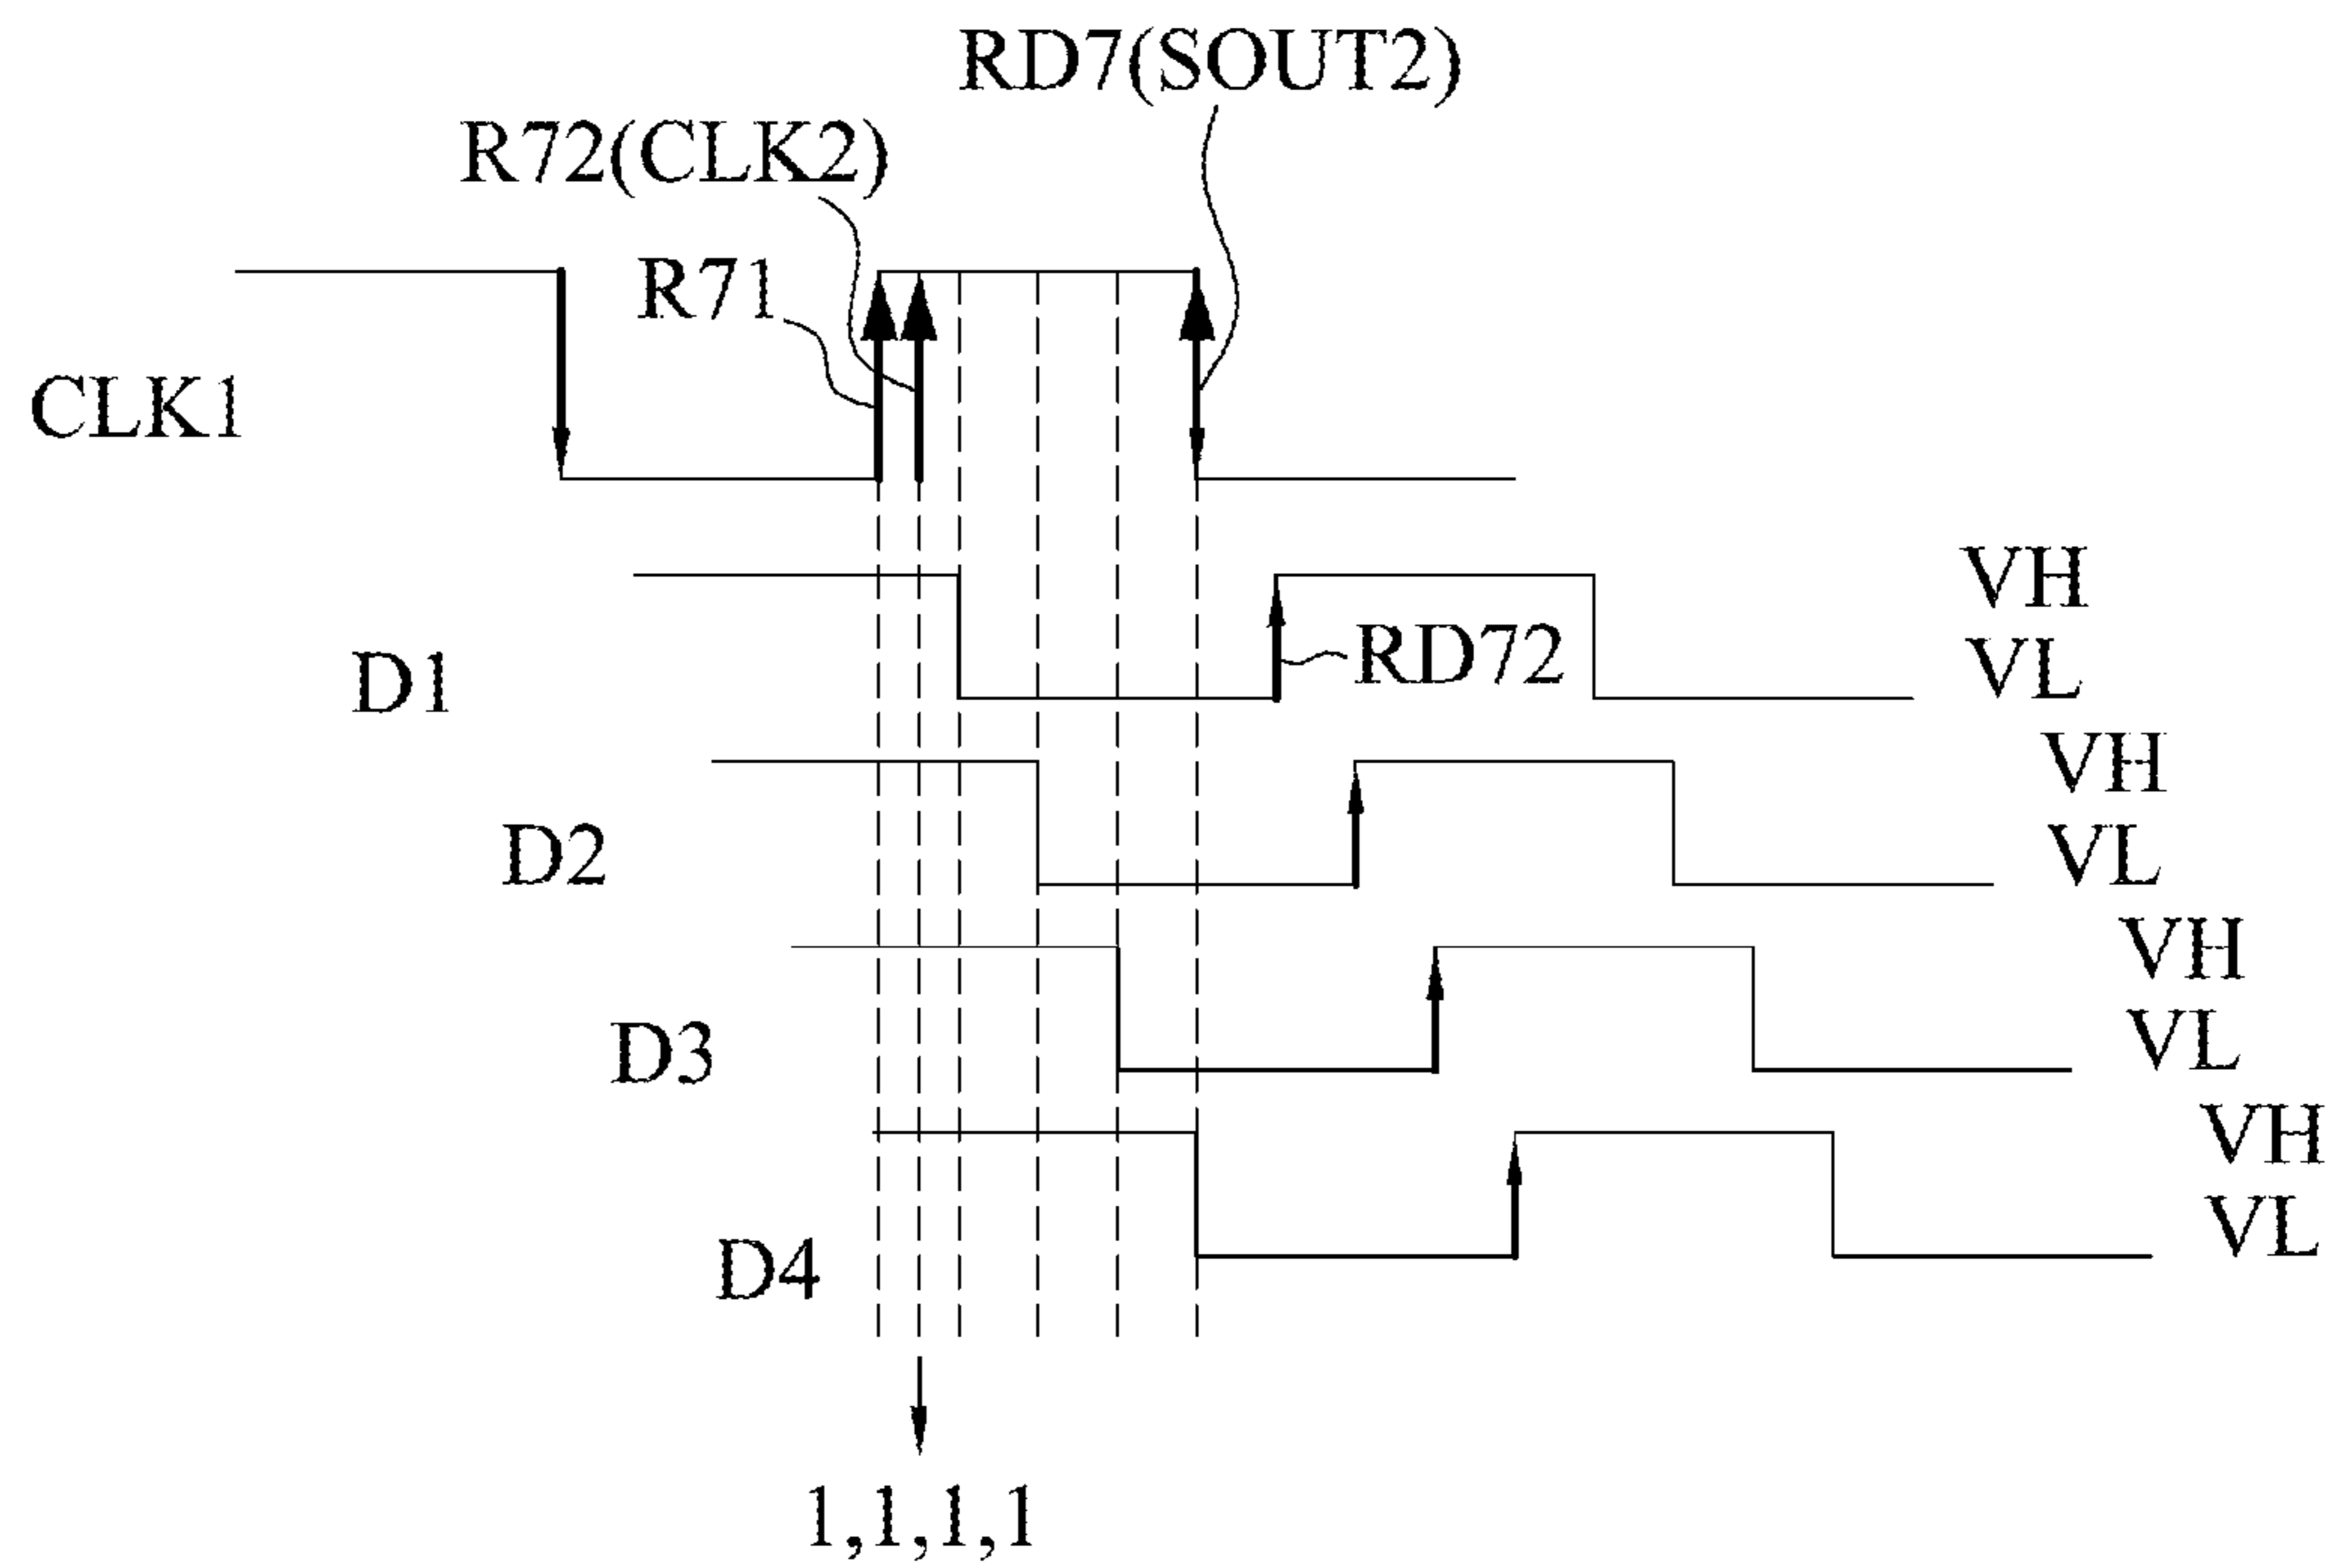 RD7(SOUT2)
R72(CLK2)
R71
CLK1
VH
RD72
VL
D1
VH
D2
VL
VH
D3
VL
VH
D4
VL
1,1,1,1